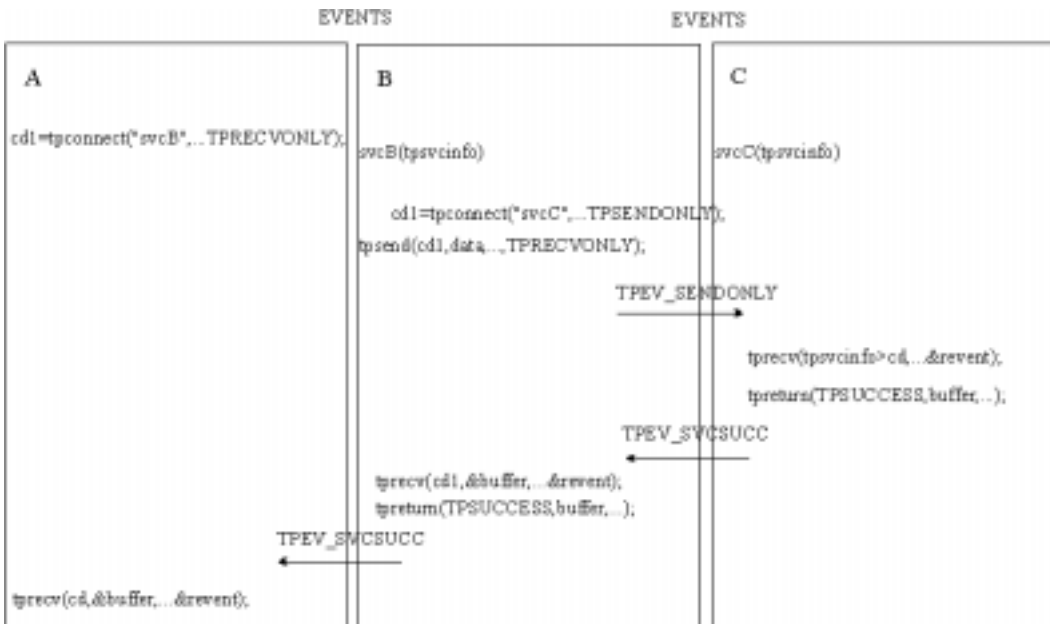 EVENTS
EVENTS
A
B
C
cd1=tpconnect("svcB",...TPRECVONLY);
svcB(tpsvcinfo)
svcC(tpsvcinfo)
cd1=tpconnect("svcC",...TPSENDONLY);
tpsend(cd1,data,...,TPRECVONLY);
TPEV_SENDONLY
tprecv(tpsvcinfo>cd,...&revent);
tpreturn(TPSUCCESS,buffer,...);
TPEV_SVCSUCC
tprecv(cd1,&buffer,...&revent);
tpreturn(TPSUCCESS,buffer,...);
TPEV_SVCSUCC
tprecv(cd,&buffer,...&revent);